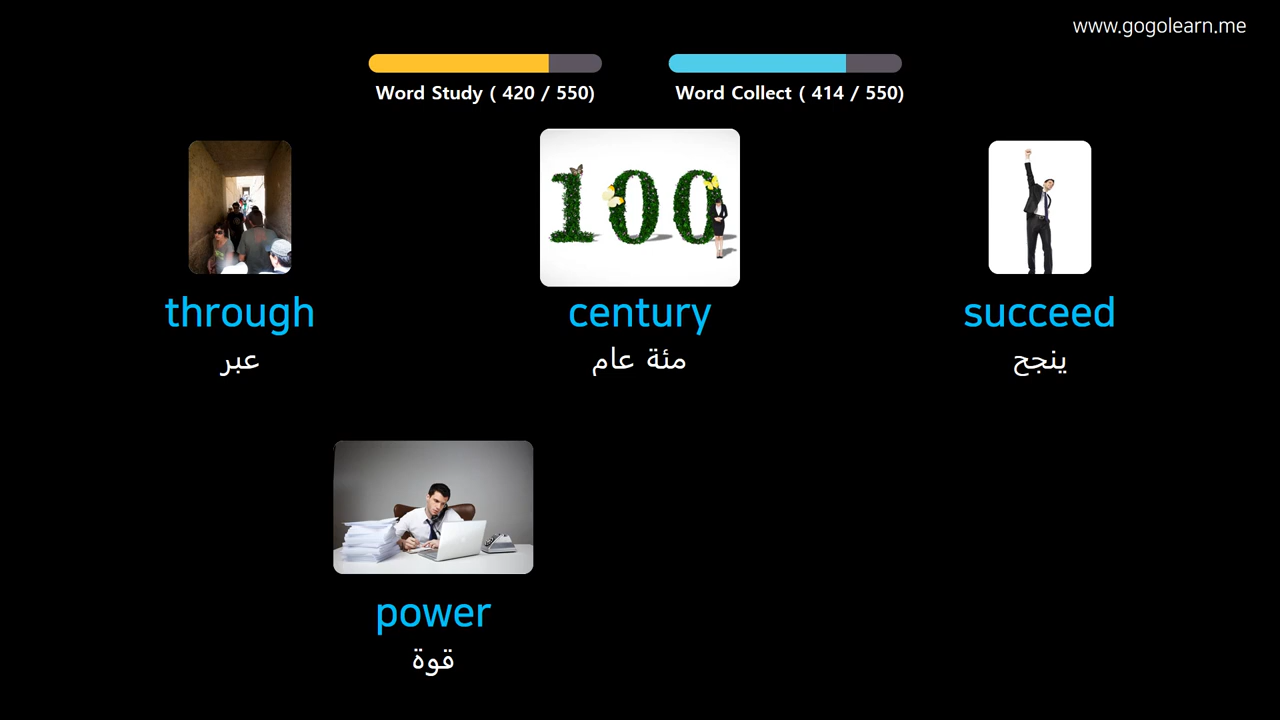 www.gogolearn.me
Word Study ( 420 / 550)
Word Collect ( 414 / 550)
100
through
عبر
century
مئة عام
succeed
ينجح
power
قوة